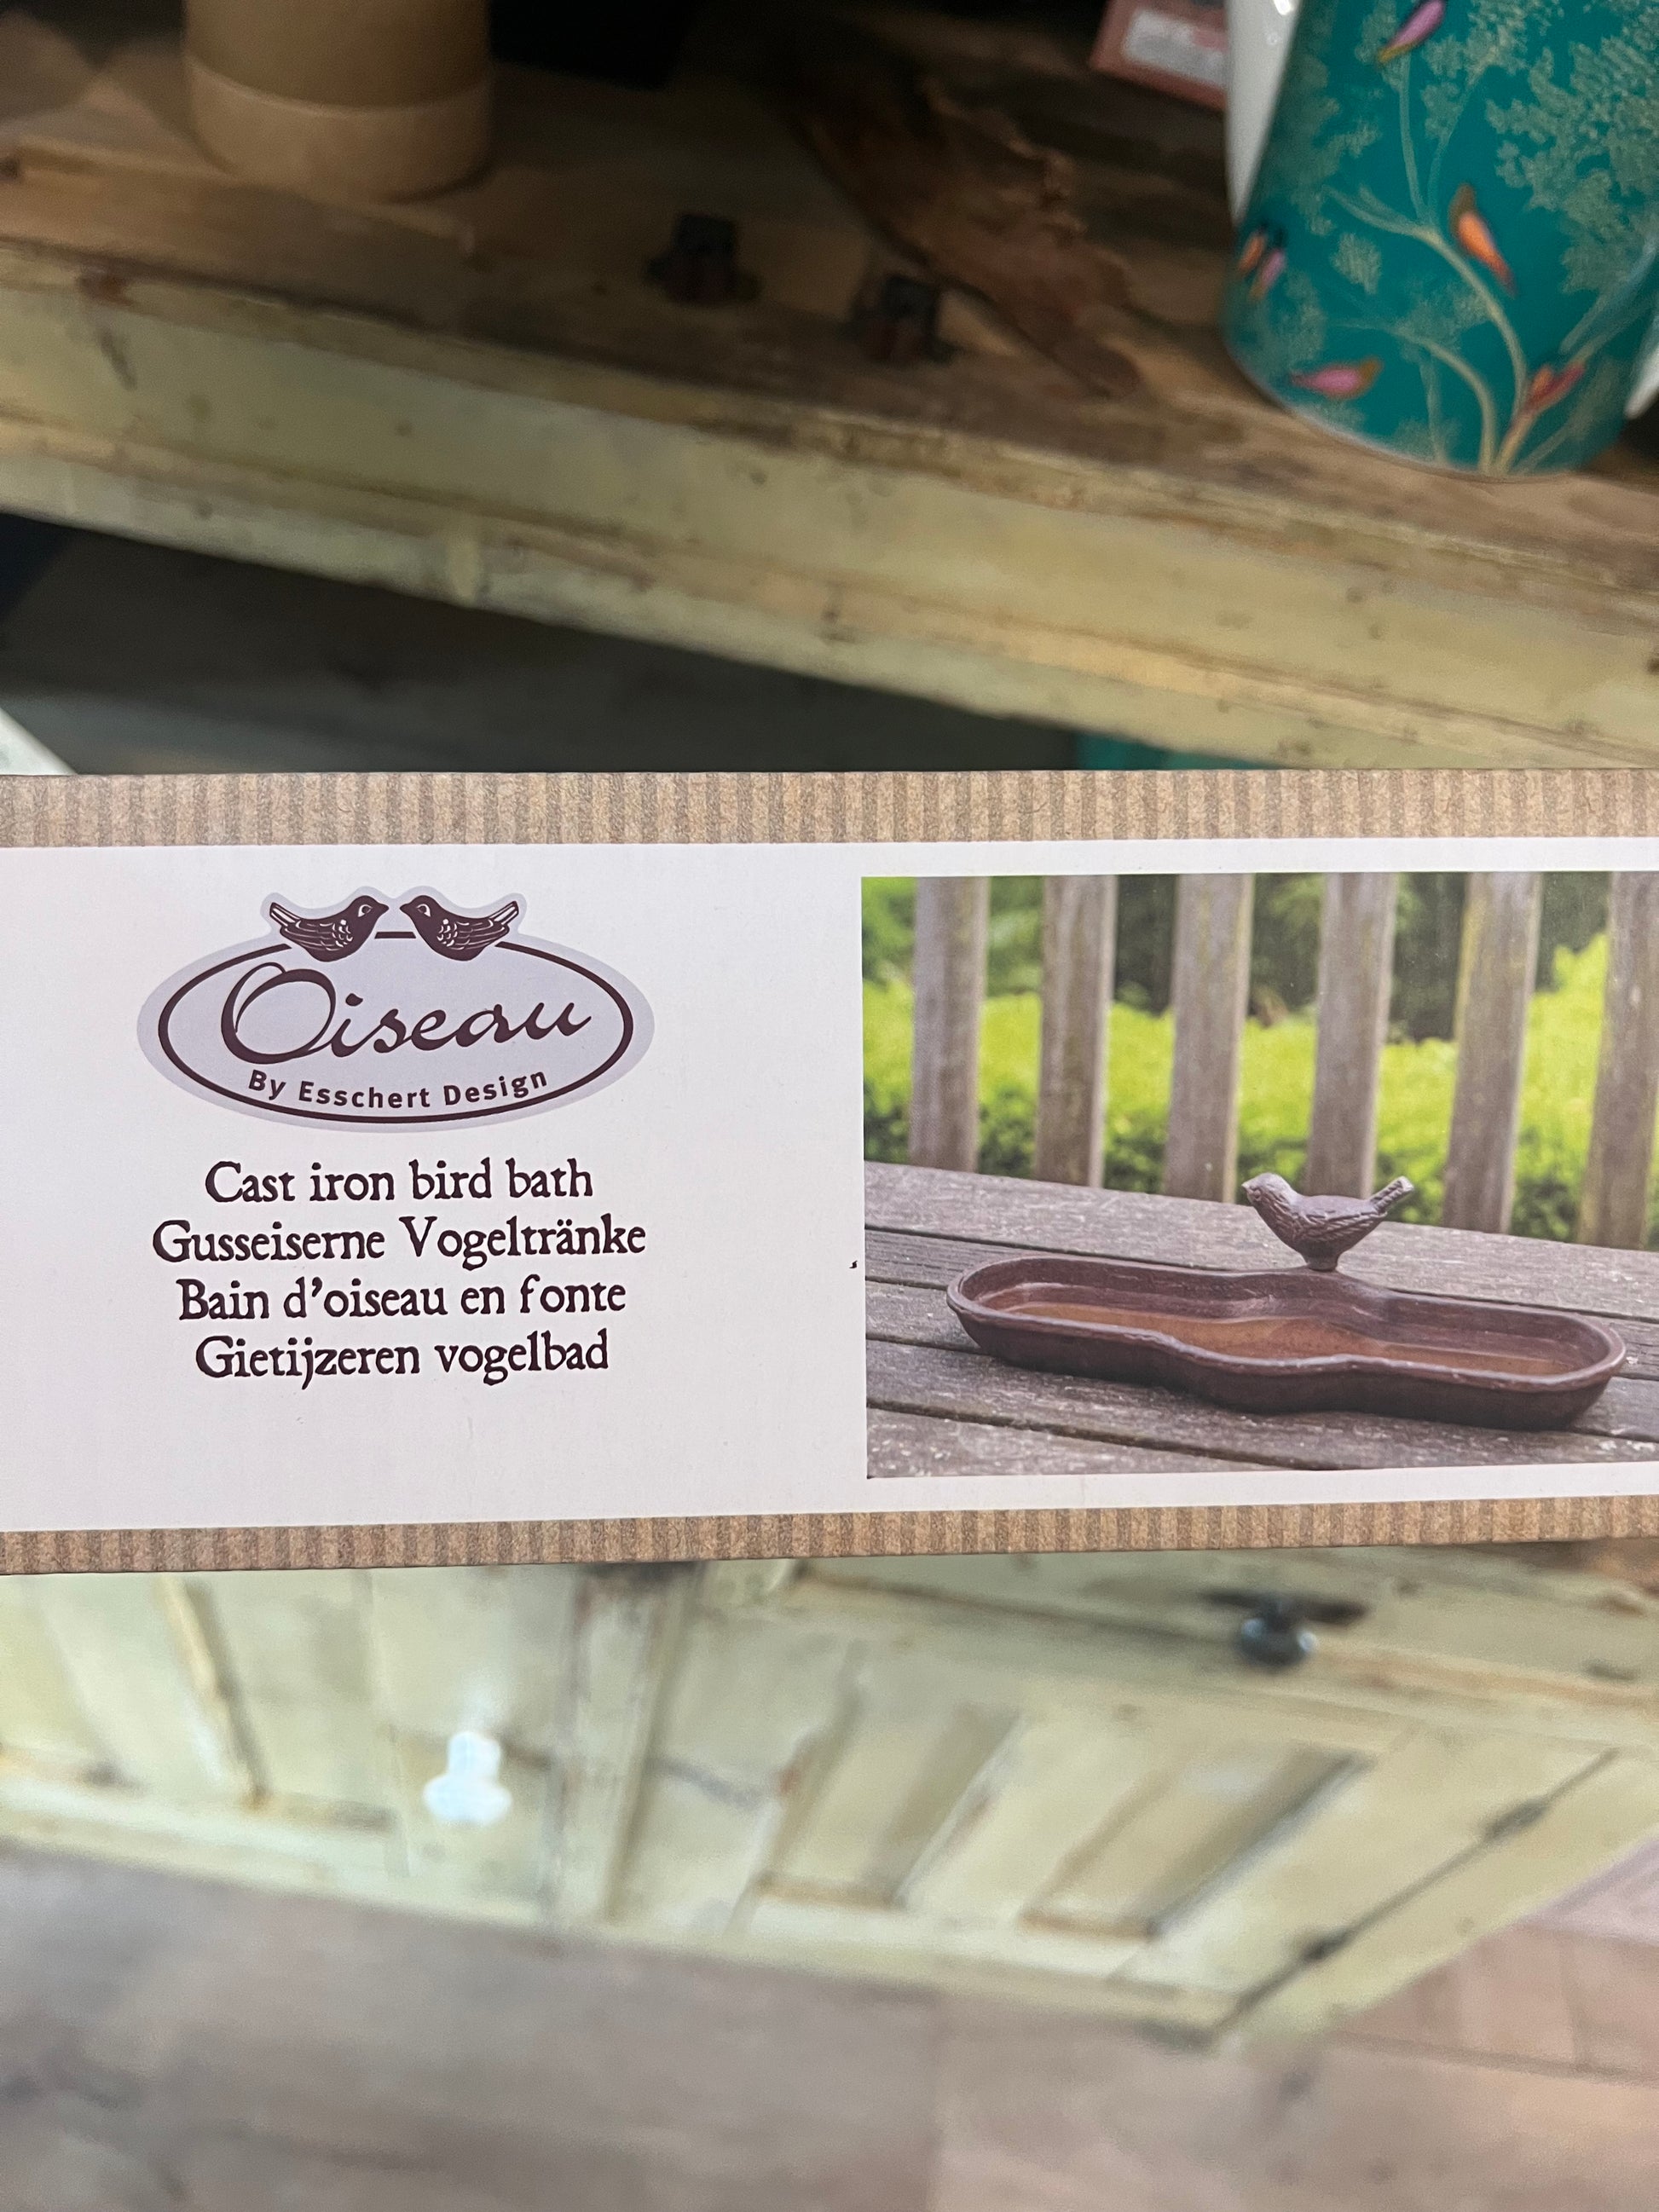 Oiseau
By Esschert Design
Cast iron bird bath
Gusseiserne Vogeltränke
Bain d'oiseau en fonte
Gietijzeren vogelbad